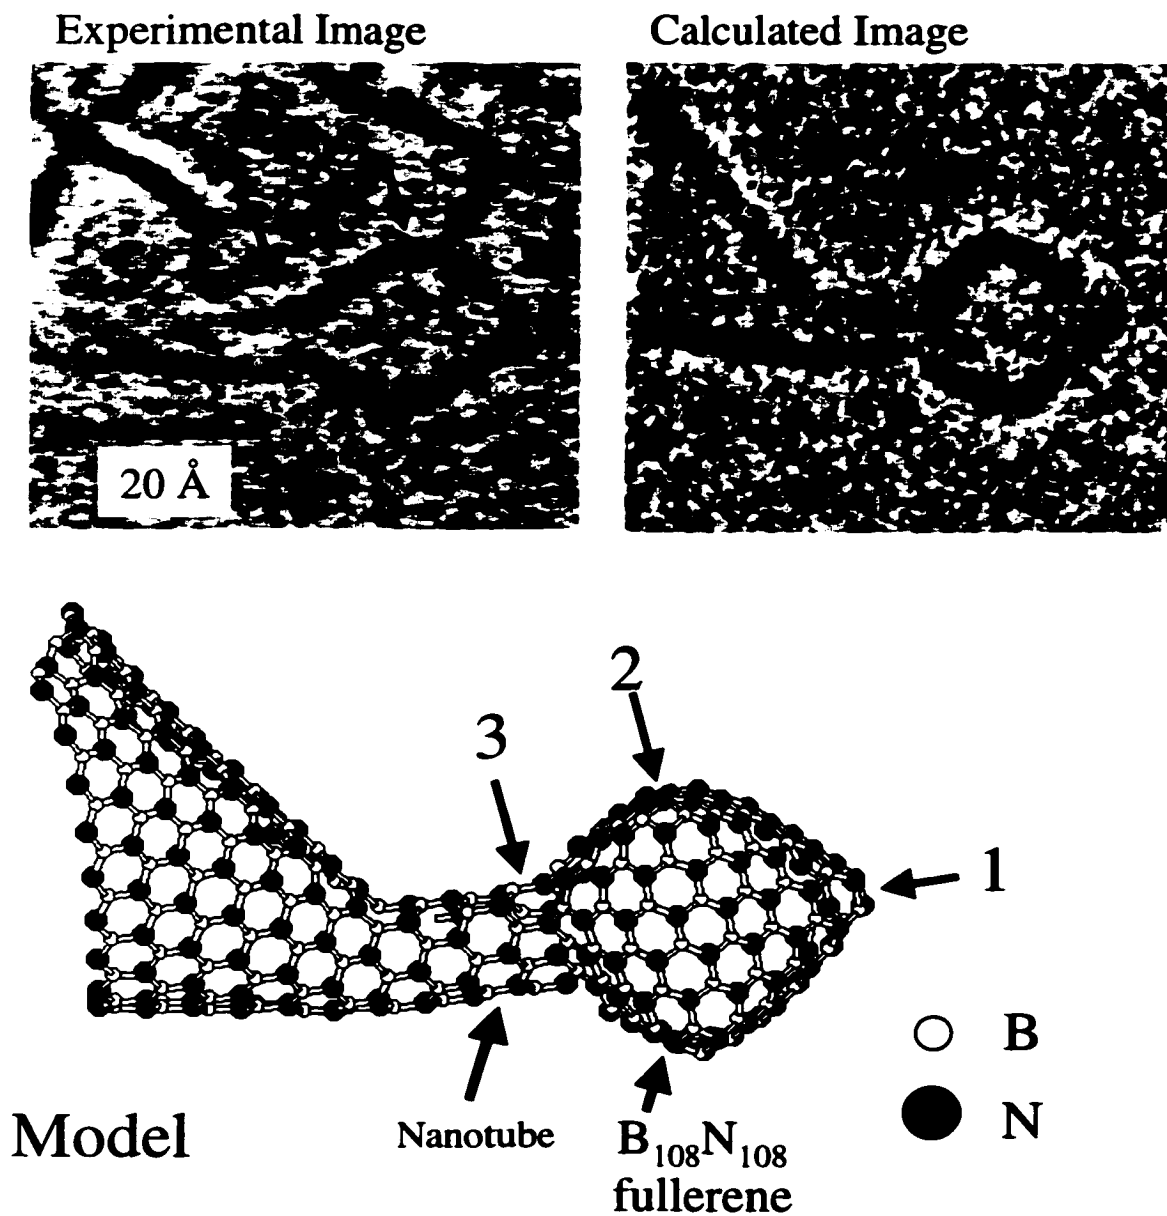 Experimental Image
Calculated Image
20 Å
2
3
1
B
N
Nanotube
B108N108
fullerene
Model